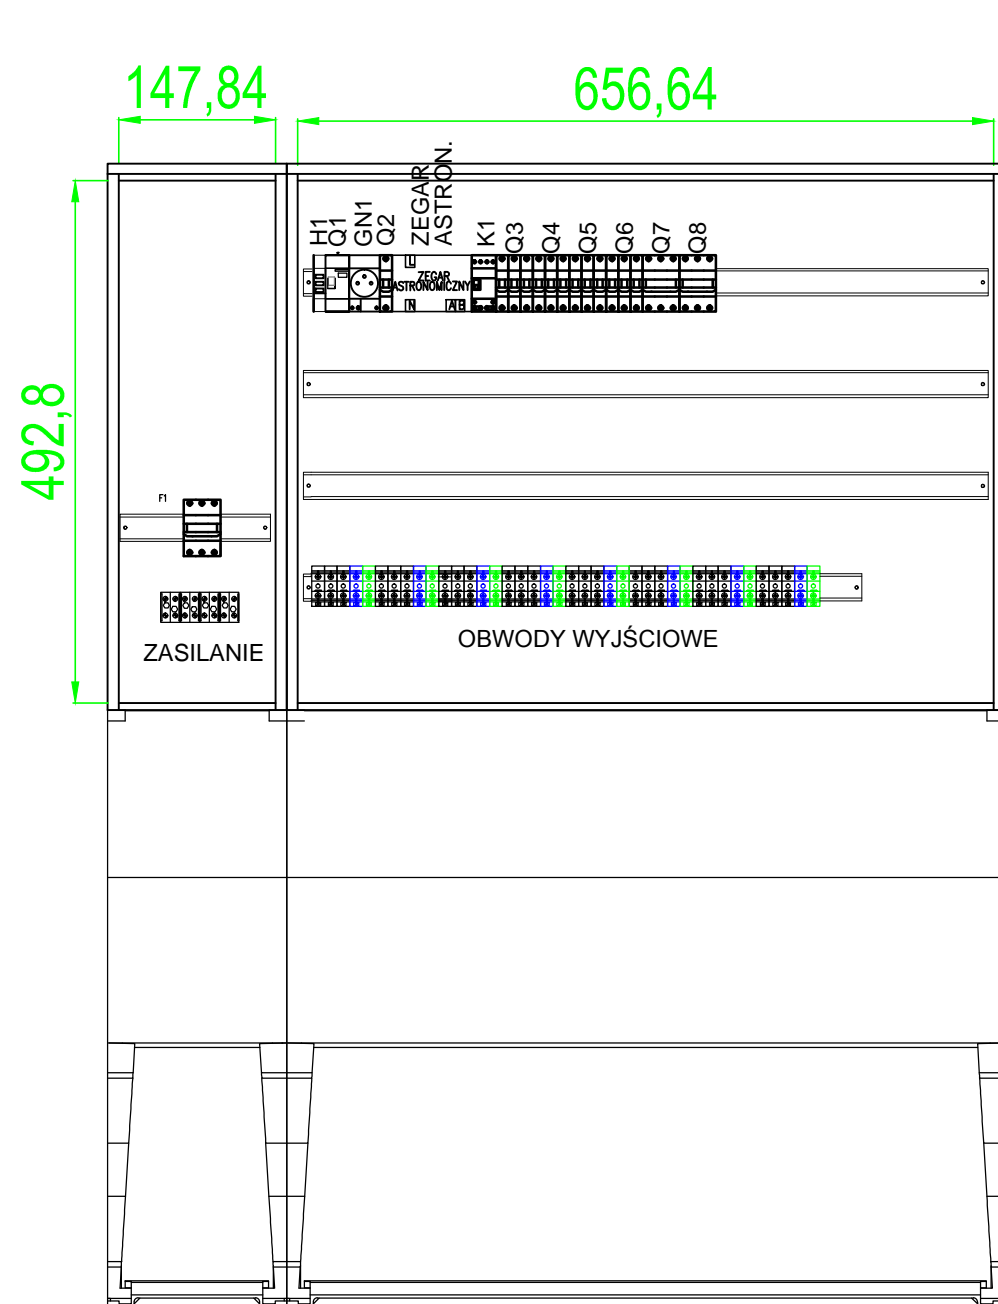 147,84
656,64
492,8
H1
Q1
GN1
Q2
ZEGAR
ASTRON.
K1
Q3
Q4
Q5
Q6
Q7
Q8
L
ZEGAR
ASTRONOMICZNY
N
A B
F1
ZASILANIE
OBWODY WYJŚCIOWE